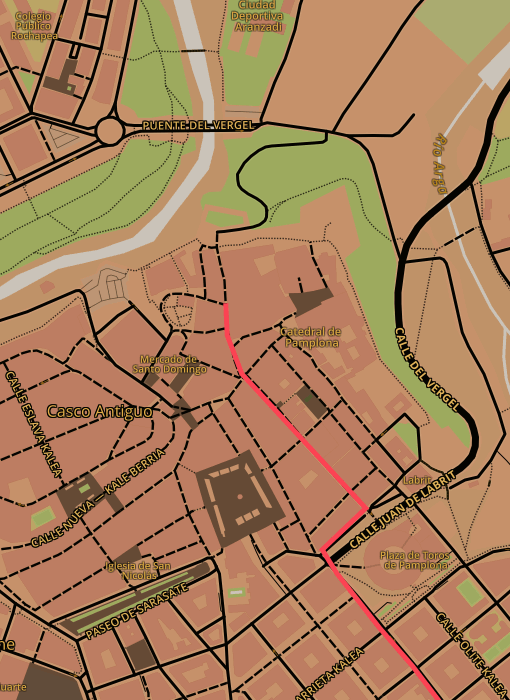 Colegio
Público
Rochapea
Ciudad
Deportiva
Aranzadi
PUENTE DEL VERGEL
Río Arga
Catedral de
Pamplona
Mercado de
Santo Domingo
CALLE DEL VERGEL
CALLE ESLAVA KALEA
Casco Antiguo
CALLE NUEVA — KALE BERRIA
Labrit
CALLE JUAN DE LABRIT
Plaza de Toros
de Pamplona
Iglesia de San
Nicolás
PASEO DE SARASATE
CALLE OLITE KALEA
ARRIETA KALEA
ne
uarte